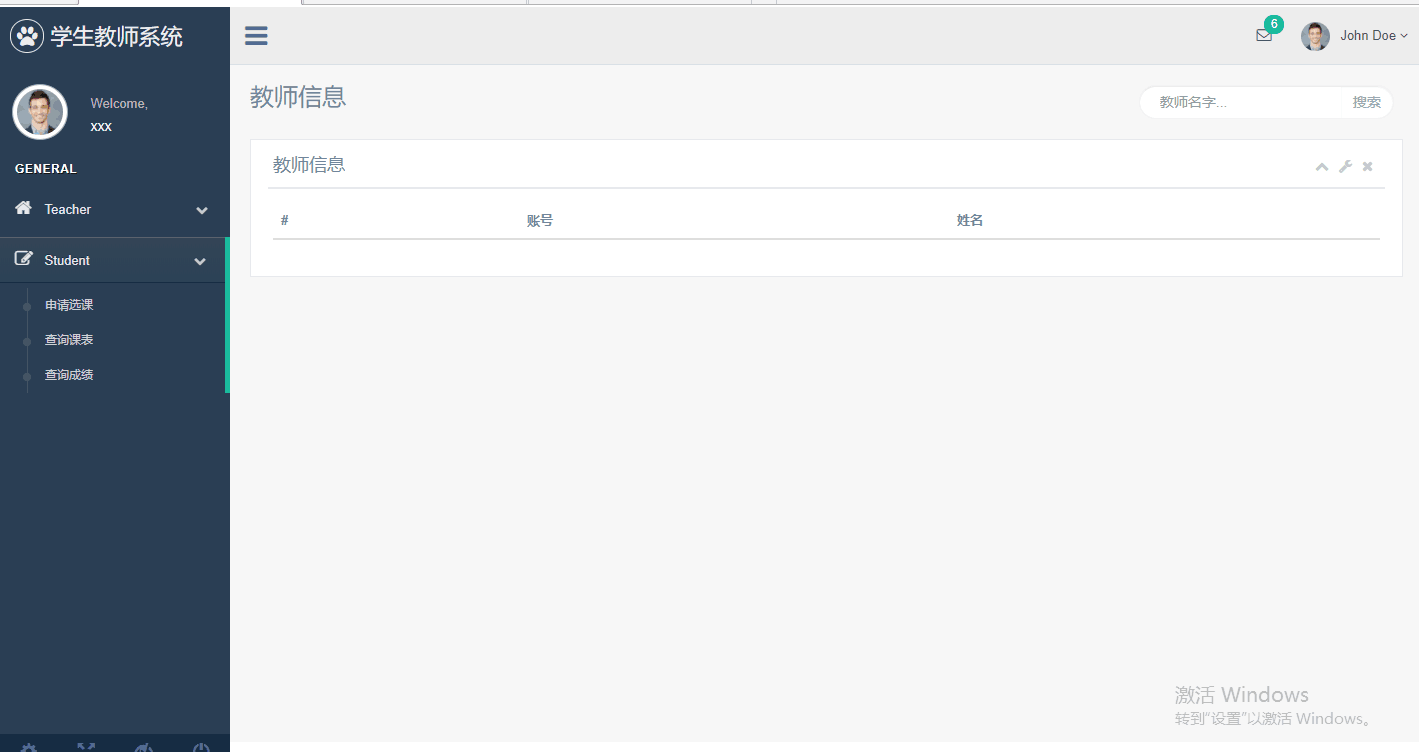 学生教师系统
6
John Doe
Welcome,
xxx
教师信息
教师名字...
搜索
GENERAL
教师信息
Teacher
# 账号 姓名
Student
申请选课
查询课表
查询成绩
激活 Windows
转到“设置”以激活 Windows。